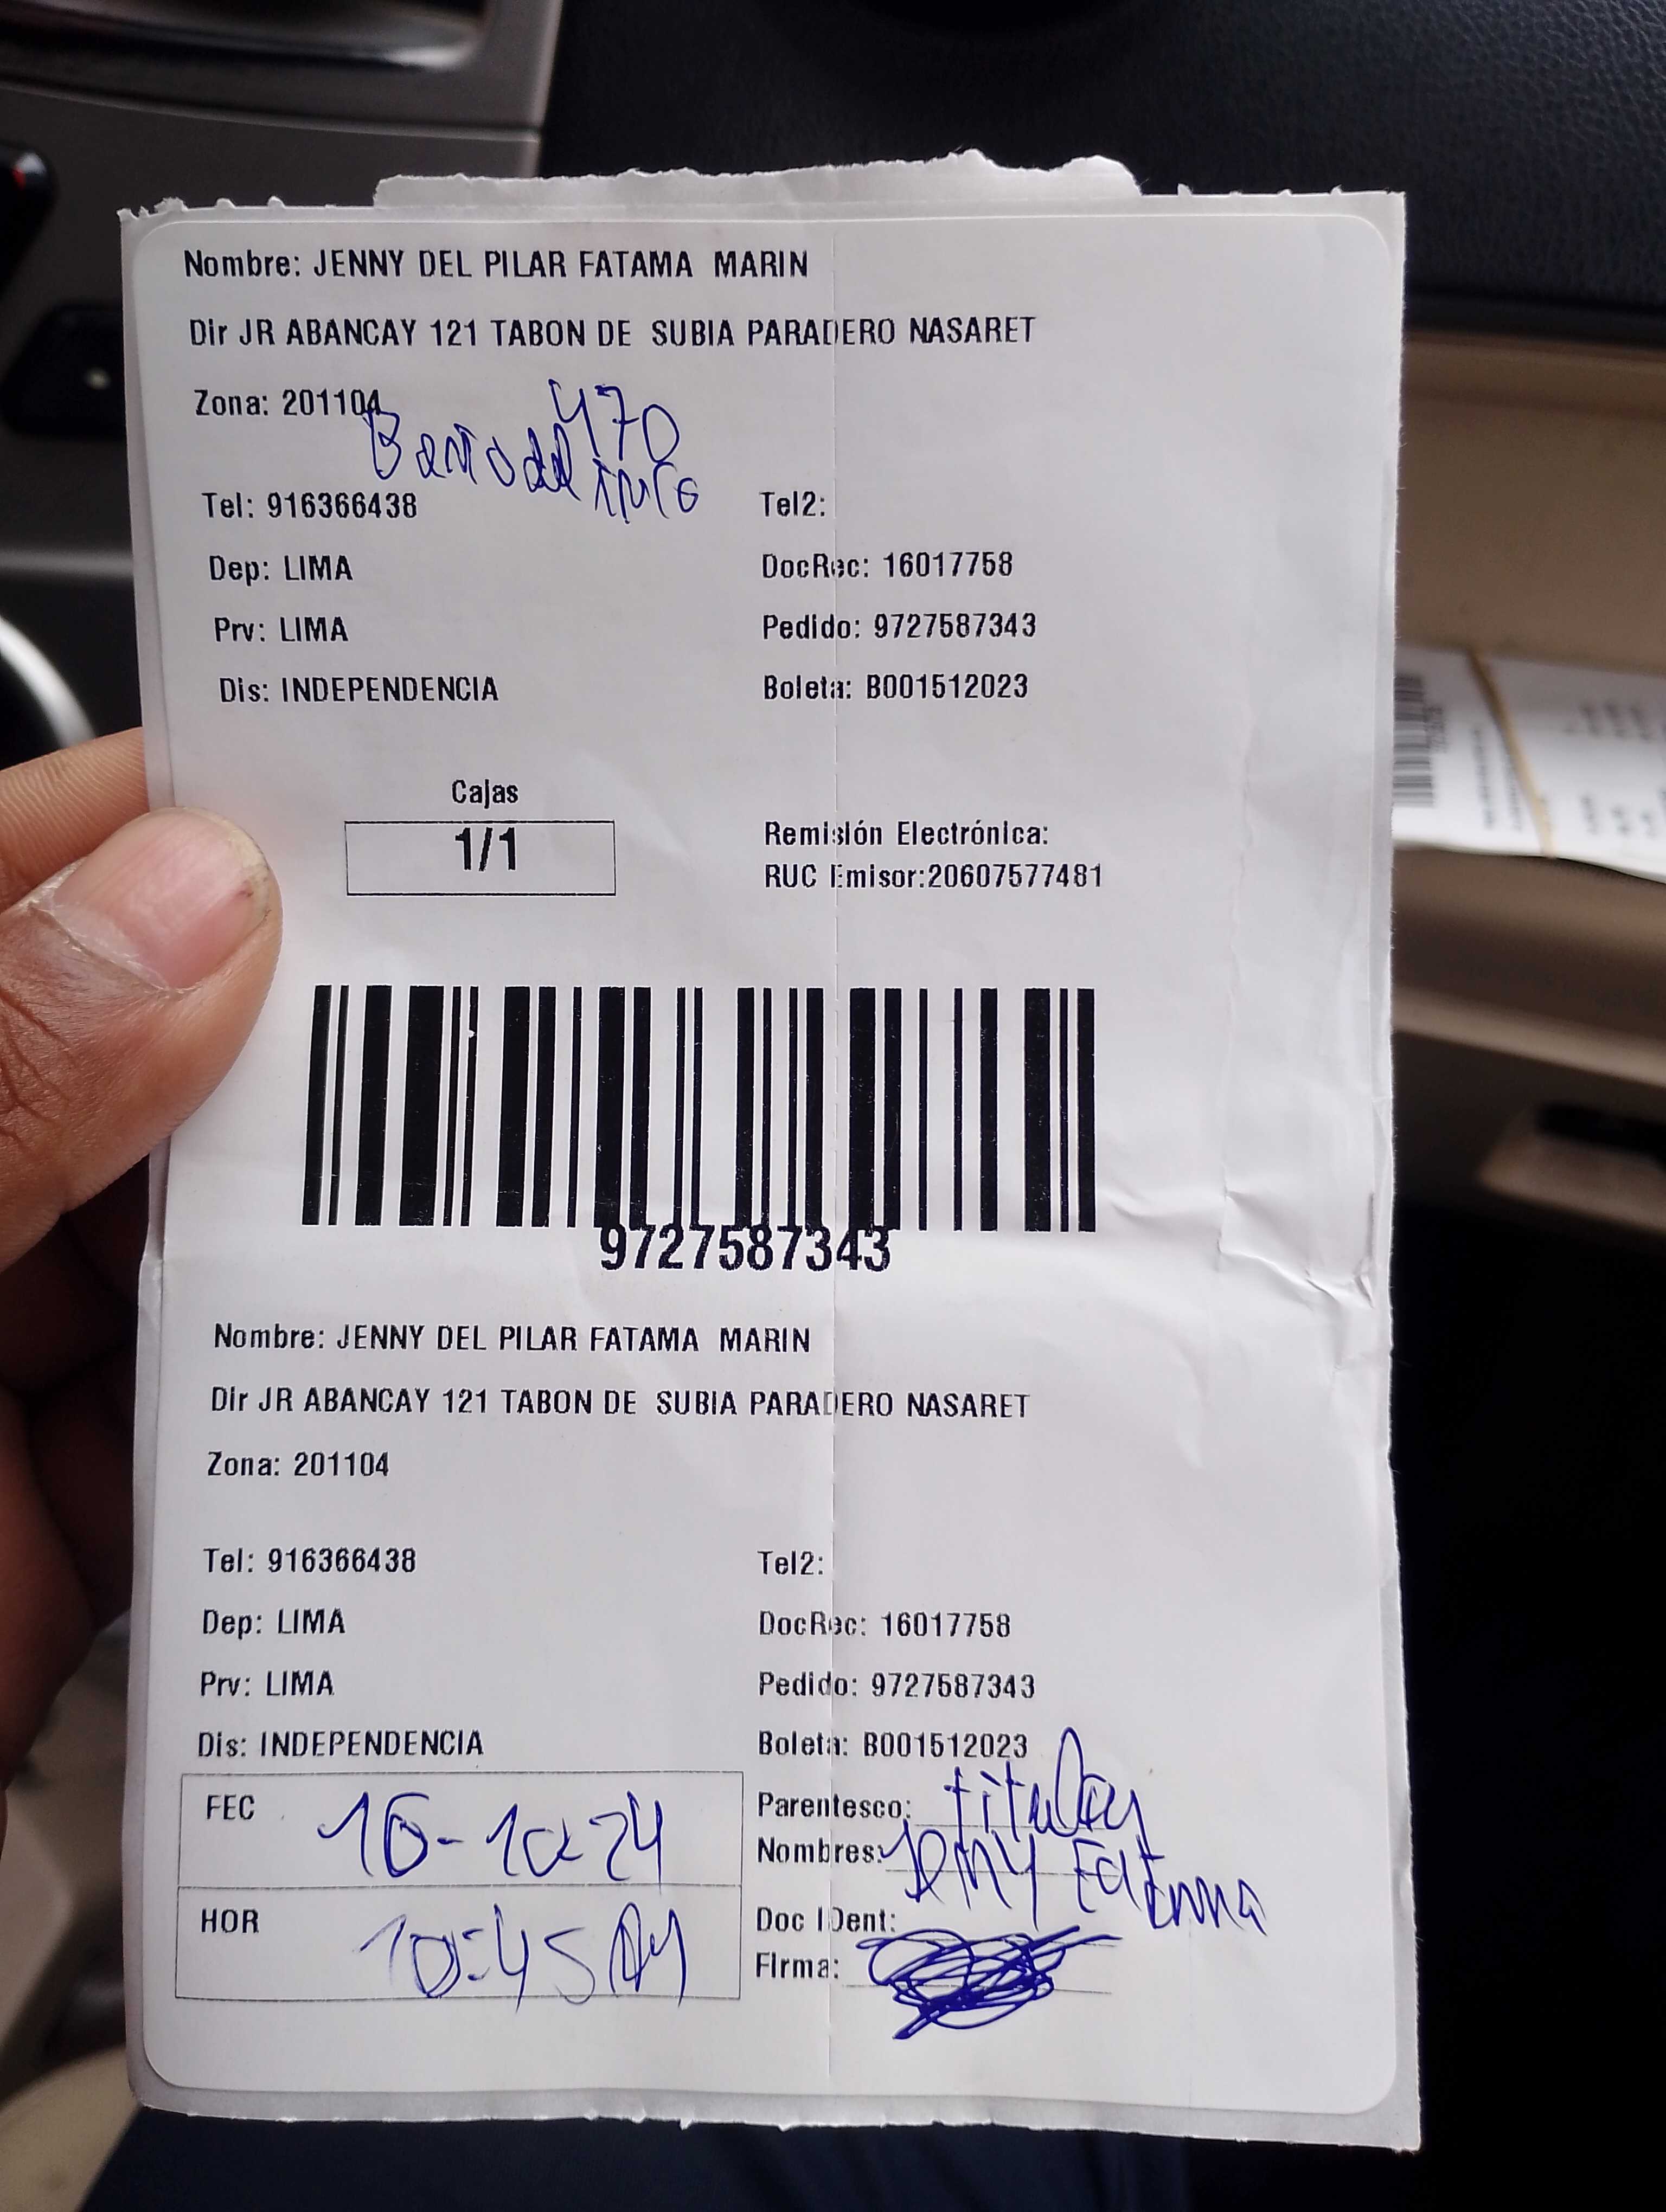 Nombre: JENNY DEL PILAR FATAMA MARIN
Dir JR ABANCAY 121 TABON DE SUBIA PARADERO NASARET
Zona: 201104
470
Tel: 916366438 Tel2:
Dep: LIMA DocRec: 16017758
Prv: LIMA Pedido: 9727587343
Dis: INDEPENDENCIA Boleta: B001512023
Cajas
1/1
Remisión Electrónica:
RUC Emisor:20607577481
9727587343
Nombre: JENNY DEL PILAR FATAMA MARIN
Dir JR ABANCAY 121 TABON DE SUBIA PARADERO NASARET
Zona: 201104
Tel: 916366438 Tel2:
Dep: LIMA DocRec: 16017758
Prv: LIMA Pedido: 9727587343
Dis: INDEPENDENCIA Boleta: B001512023
FEC 16-10-24
HOR 10:45 AM
Parentesco: titular
Nombres: Jenny Fatama
Doc IDent:
Firma: